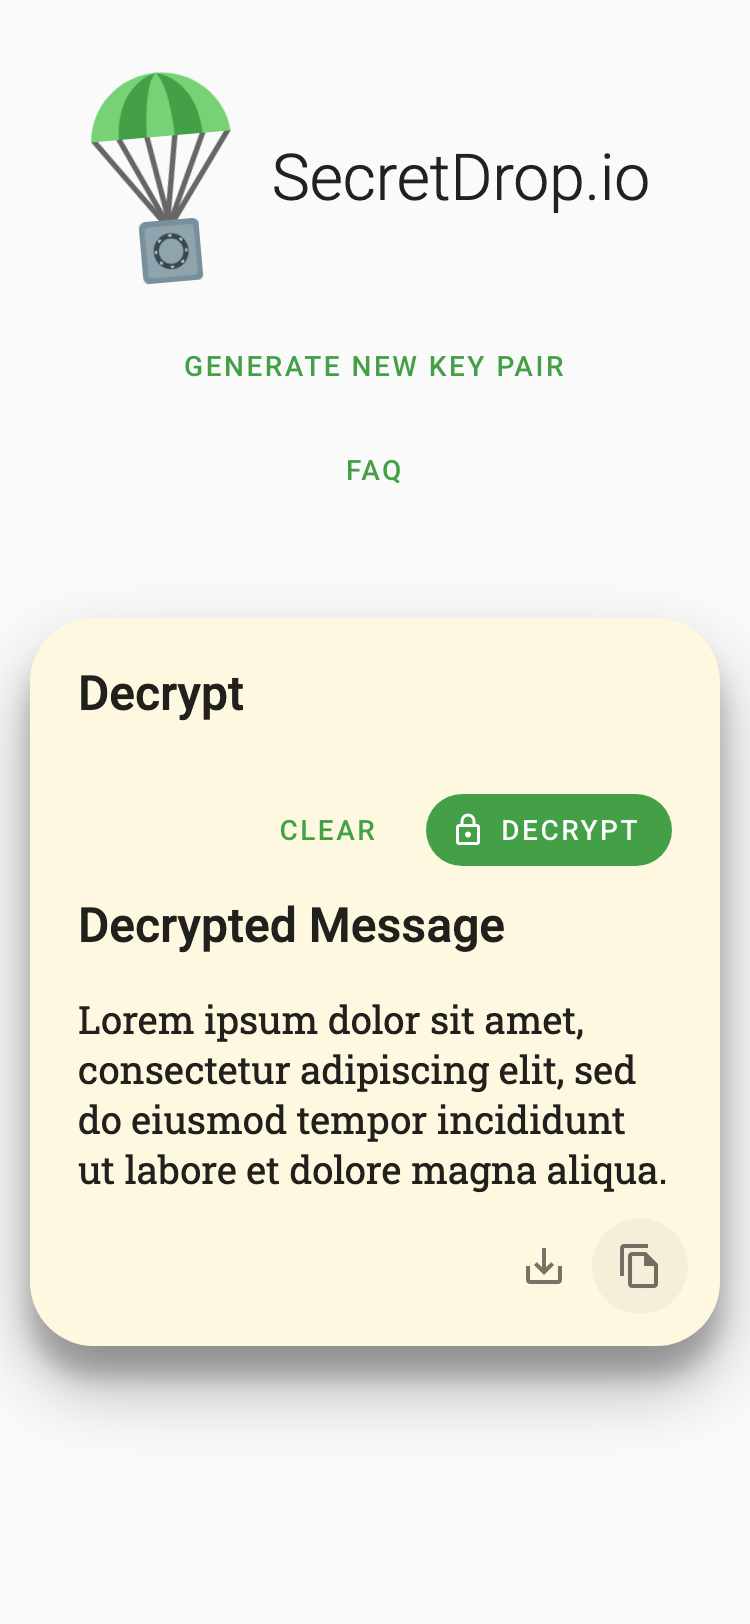 SecretDrop.io
GENERATE NEW KEY PAIR
FAQ
Decrypt
CLEAR
DECRYPT
Decrypted Message
Lorem ipsum dolor sit amet,
consectetur adipiscing elit, sed
do eiusmod tempor incididunt
ut labore et dolore magna aliqua.